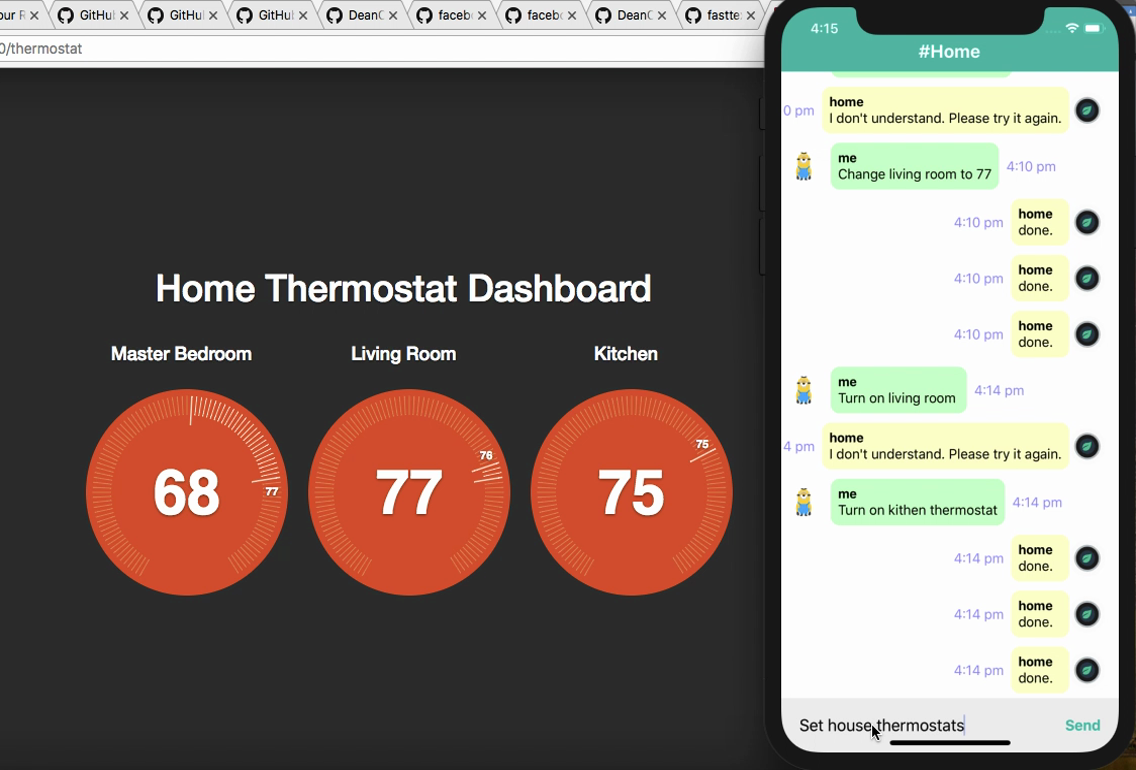 our R
GitHu
GitHu
GitHu
DeanC
faceb
faceb
DeanC
fastte
0/thermostat
Home Thermostat Dashboard
Master Bedroom
Living Room
Kitchen
68
77
77
76
75
75
4:15
#Home
0 pm
home
I don't understand. Please try it again.
me
Change living room to 77
4:10 pm
4:10 pm
home
done.
4:10 pm
home
done.
4:10 pm
home
done.
me
Turn on living room
4:14 pm
4 pm
home
I don't understand. Please try it again.
me
Turn on kithen thermostat
4:14 pm
4:14 pm
home
done.
4:14 pm
home
done.
4:14 pm
home
done.
Set house thermostats
Send